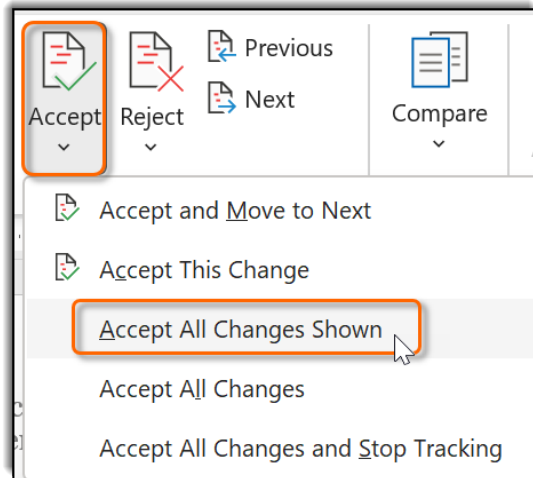 Previous
Next
Accept
Reject
Compare
Accept and Move to Next
Accept This Change
Accept All Changes Shown
Accept All Changes
Accept All Changes and Stop Tracking